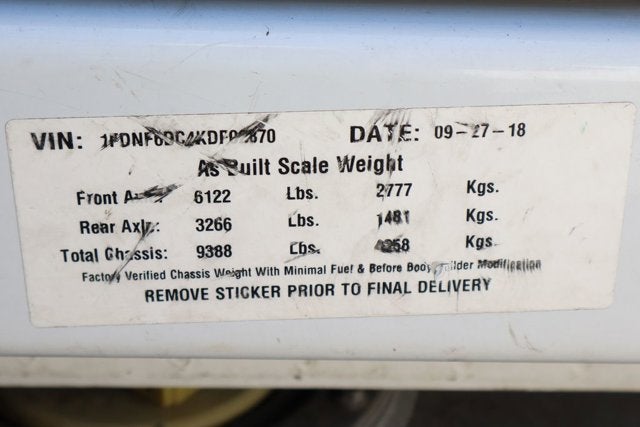 VIN: DATE: 09-27-18
As Built Scale Weight
Front 6122 Lbs. 2777 Kgs.
Rear Axle: 3266 Lbs. 1481 Kgs.
Total Chassis: 9388 Lbs. 4258 Kgs.
Factory Verified Chassis Weight With Minimal Fuel & Before Body Builder Modification
REMOVE STICKER PRIOR TO FINAL DELIVERY